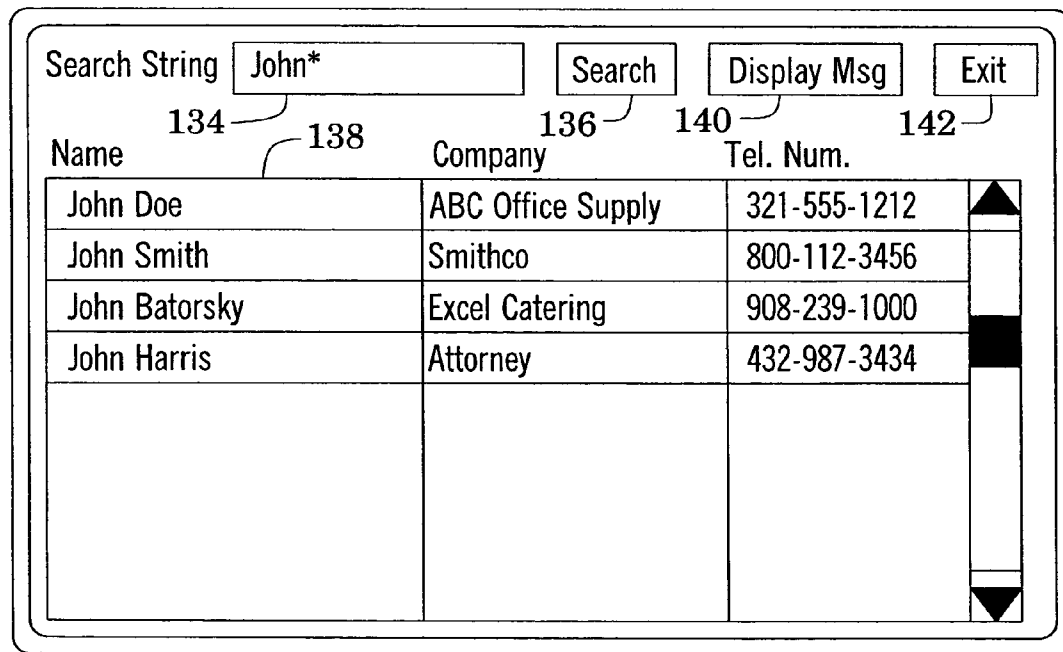 Search String John* Search Display Msg Exit
134 136 140 142
138
Name Company Tel. Num.
John Doe ABC Office Supply 321-555-1212
John Smith Smithco 800-112-3456
John Batorsky Excel Catering 908-239-1000
John Harris Attorney 432-987-3434